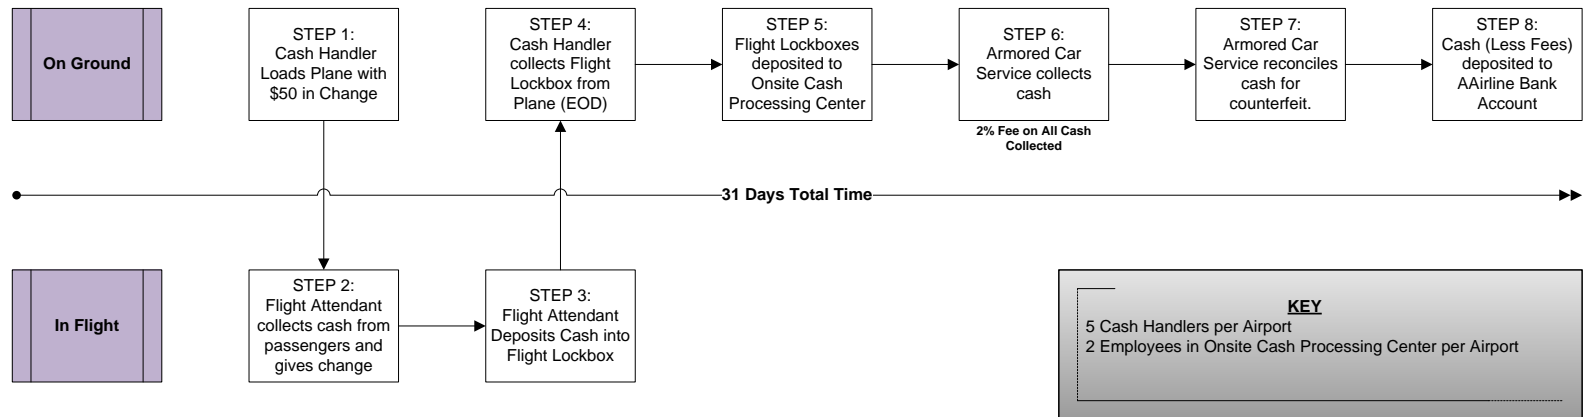 On Ground
STEP 1:
Cash Handler
Loads Plane with
$50 in Change
STEP 4:
Cash Handler
collects Flight
Lockbox from
Plane (EOD)
STEP 5:
Flight Lockboxes
deposited to
Onsite Cash
Processing Center
STEP 6:
Armored Car
Service collects
cash
2% Fee on All Cash
Collected
STEP 7:
Armored Car
Service reconciles
cash for
counterfeit.
STEP 8:
Cash (Less Fees)
deposited to
AAirline Bank
Account
31 Days Total Time
In Flight
STEP 2:
Flight Attendant
collects cash from
passengers and
gives change
STEP 3:
Flight Attendant
Deposits Cash into
Flight Lockbox
KEY
5 Cash Handlers per Airport
2 Employees in Onsite Cash Processing Center per Airport